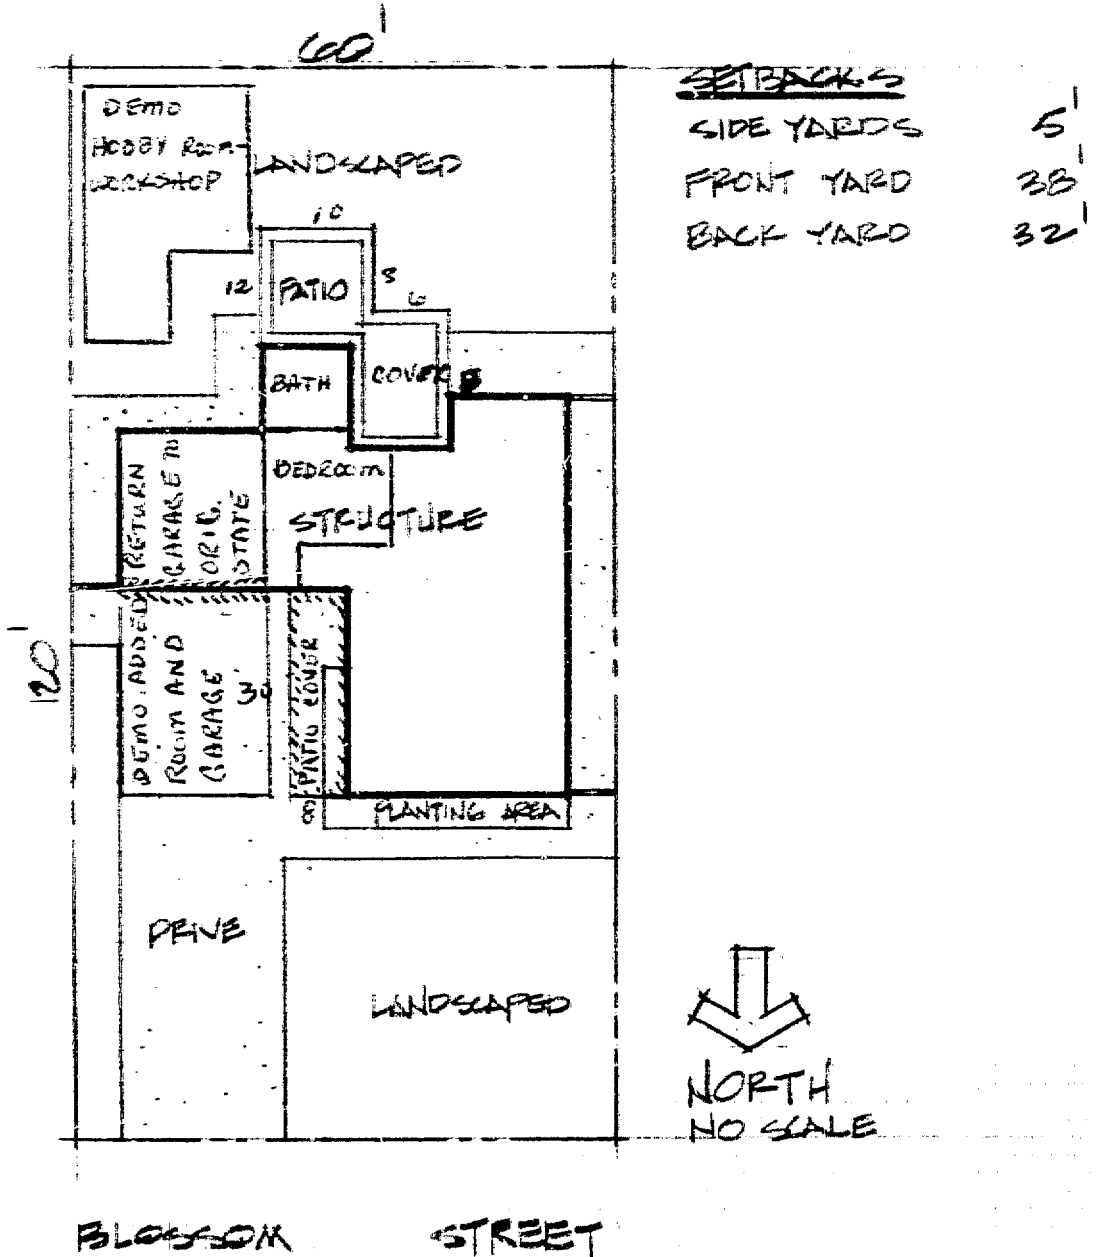 60'
SETBACKS
SIDE YARDS 5'
FRONT YARD 38'
BACK YARD 32'
DEMO
HOBBY ROOM
WORKSHOP
LANDSCAPED
10
12
PATIO
8
6
BATH
COVER
BEDROOM
RETURN
GARAGE TO
ORIG.
STATE
STRUCTURE
120'
DEMO. ADDED
ROOM AND
GARAGE
30'
PATIO COVER
8
PLANTING AREA
DRIVE
LANDSCAPED
NORTH
NO SCALE
BLOSSOM STREET